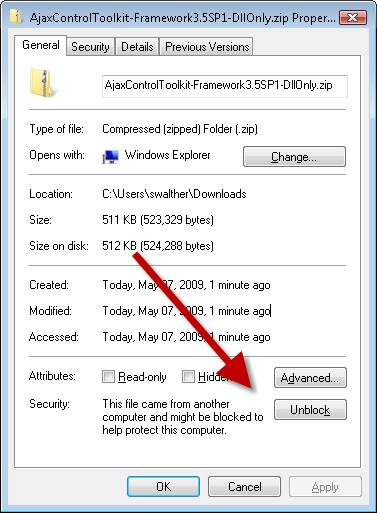 AjaxControlToolkit-Framework3.5SP1-DllOnly.zip Proper...
General Security Details Previous Versions
AjaxControlToolkit-Framework3.5SP1-DllOnly.zip
Type of file: Compressed (zipped) Folder (.zip)
Opens with: Windows Explorer Change...
Location: C:\Users\swalther\Downloads
Size: 511 KB (523,329 bytes)
Size on disk: 512 KB (524,288 bytes)
Created: Today, May 07, 2009, 1 minute ago
Modified: Today, May 07, 2009, 1 minute ago
Accessed: Today, May 07, 2009, 1 minute ago
Attributes: Read-only Hidden Advanced...
Security: This file came from another
computer and might be blocked to
help protect this computer.
Unblock
OK Cancel Apply